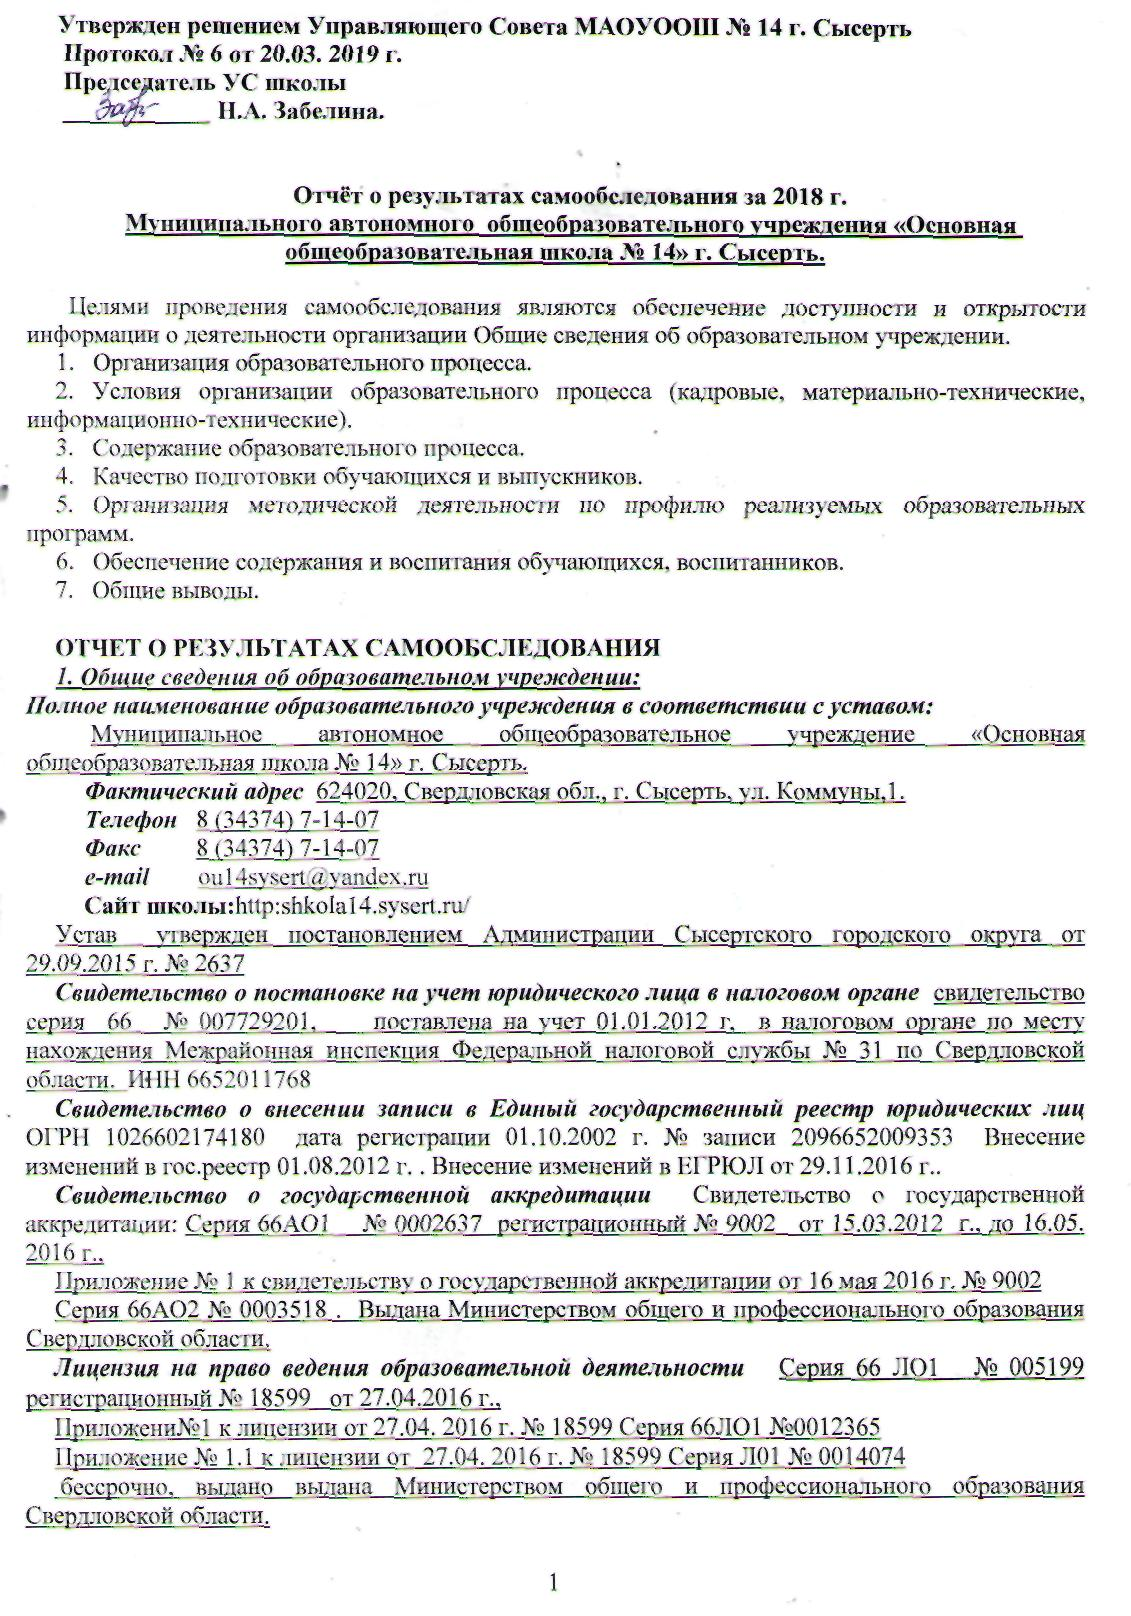 Утвержден решением Управляющего Совета МАОУООШ № 14 г. Сысерть
Протокол № 6 от 20.03. 2019 г.
Председатель УС школы
____________ Н.А. Забелина.
Отчёт о результатах самообследования за 2018 г.
Муниципального автономного общеобразовательного учреждения «Основная
общеобразовательная школа № 14» г. Сысерть.
Целями проведения самообследования являются обеспечение доступности и открытости
информации о деятельности организации Общие сведения об образовательном учреждении.
1. Организация образовательного процесса.
2. Условия организации образовательного процесса (кадровые, материально-технические,
информационно-технические).
3. Содержание образовательного процесса.
4. Качество подготовки обучающихся и выпускников.
5. Организация методической деятельности по профилю реализуемых образовательных
программ.
6. Обеспечение содержания и воспитания обучающихся, воспитанников.
7. Общие выводы.
ОТЧЕТ О РЕЗУЛЬТАТАХ САМООБСЛЕДОВАНИЯ
1. Общие сведения об образовательном учреждении:
Полное наименование образовательного учреждения в соответствии с уставом:
Муниципальное автономное общеобразовательное учреждение «Основная
общеобразовательная школа № 14» г. Сысерть.
Фактический адрес 624020, Свердловская обл., г. Сысерть, ул. Коммуны,1.
Телефон 8 (34374) 7-14-07
Факс 8 (34374) 7-14-07
e-mail ou14sysert@yandex.ru
Сайт школы:http:shkola14.sysert.ru/
Устав утвержден постановлением Администрации Сысертского городского округа от
29.09.2015 г. № 2637
Свидетельство о постановке на учет юридического лица в налоговом органе свидетельство
серия 66 № 007729201, поставлена на учет 01.01.2012 г. в налоговом органе по месту
нахождения Межрайонная инспекция Федеральной налоговой службы № 31 по Свердловской
области. ИНН 6652011768
Свидетельство о внесении записи в Единый государственный реестр юридических лиц
ОГРН 1026602174180 дата регистрации 01.10.2002 г. № записи 2096652009353 Внесение
изменений в гос.реестр 01.08.2012 г. . Внесение изменений в ЕГРЮЛ от 29.11.2016 г..
Свидетельство о государственной аккредитации Свидетельство о государственной
аккредитации: Серия 66АО1 № 0002637 регистрационный № 9002 от 15.03.2012 г., до 16.05.
2016 г.,
Приложение № 1 к свидетельству о государственной аккредитации от 16 мая 2016 г. № 9002
Серия 66АО2 № 0003518 . Выдана Министерством общего и профессионального образования
Свердловской области.
Лицензия на право ведения образовательной деятельности Серия 66 ЛО1 № 005199
регистрационный № 18599 от 27.04.2016 г.,
Приложени№1 к лицензии от 27.04. 2016 г. № 18599 Серия 66ЛО1 №0012365
Приложение № 1.1 к лицензии от 27.04. 2016 г. № 18599 Серия Л01 № 0014074
бессрочно, выдано выдана Министерством общего и профессионального образования
Свердловской области.
1